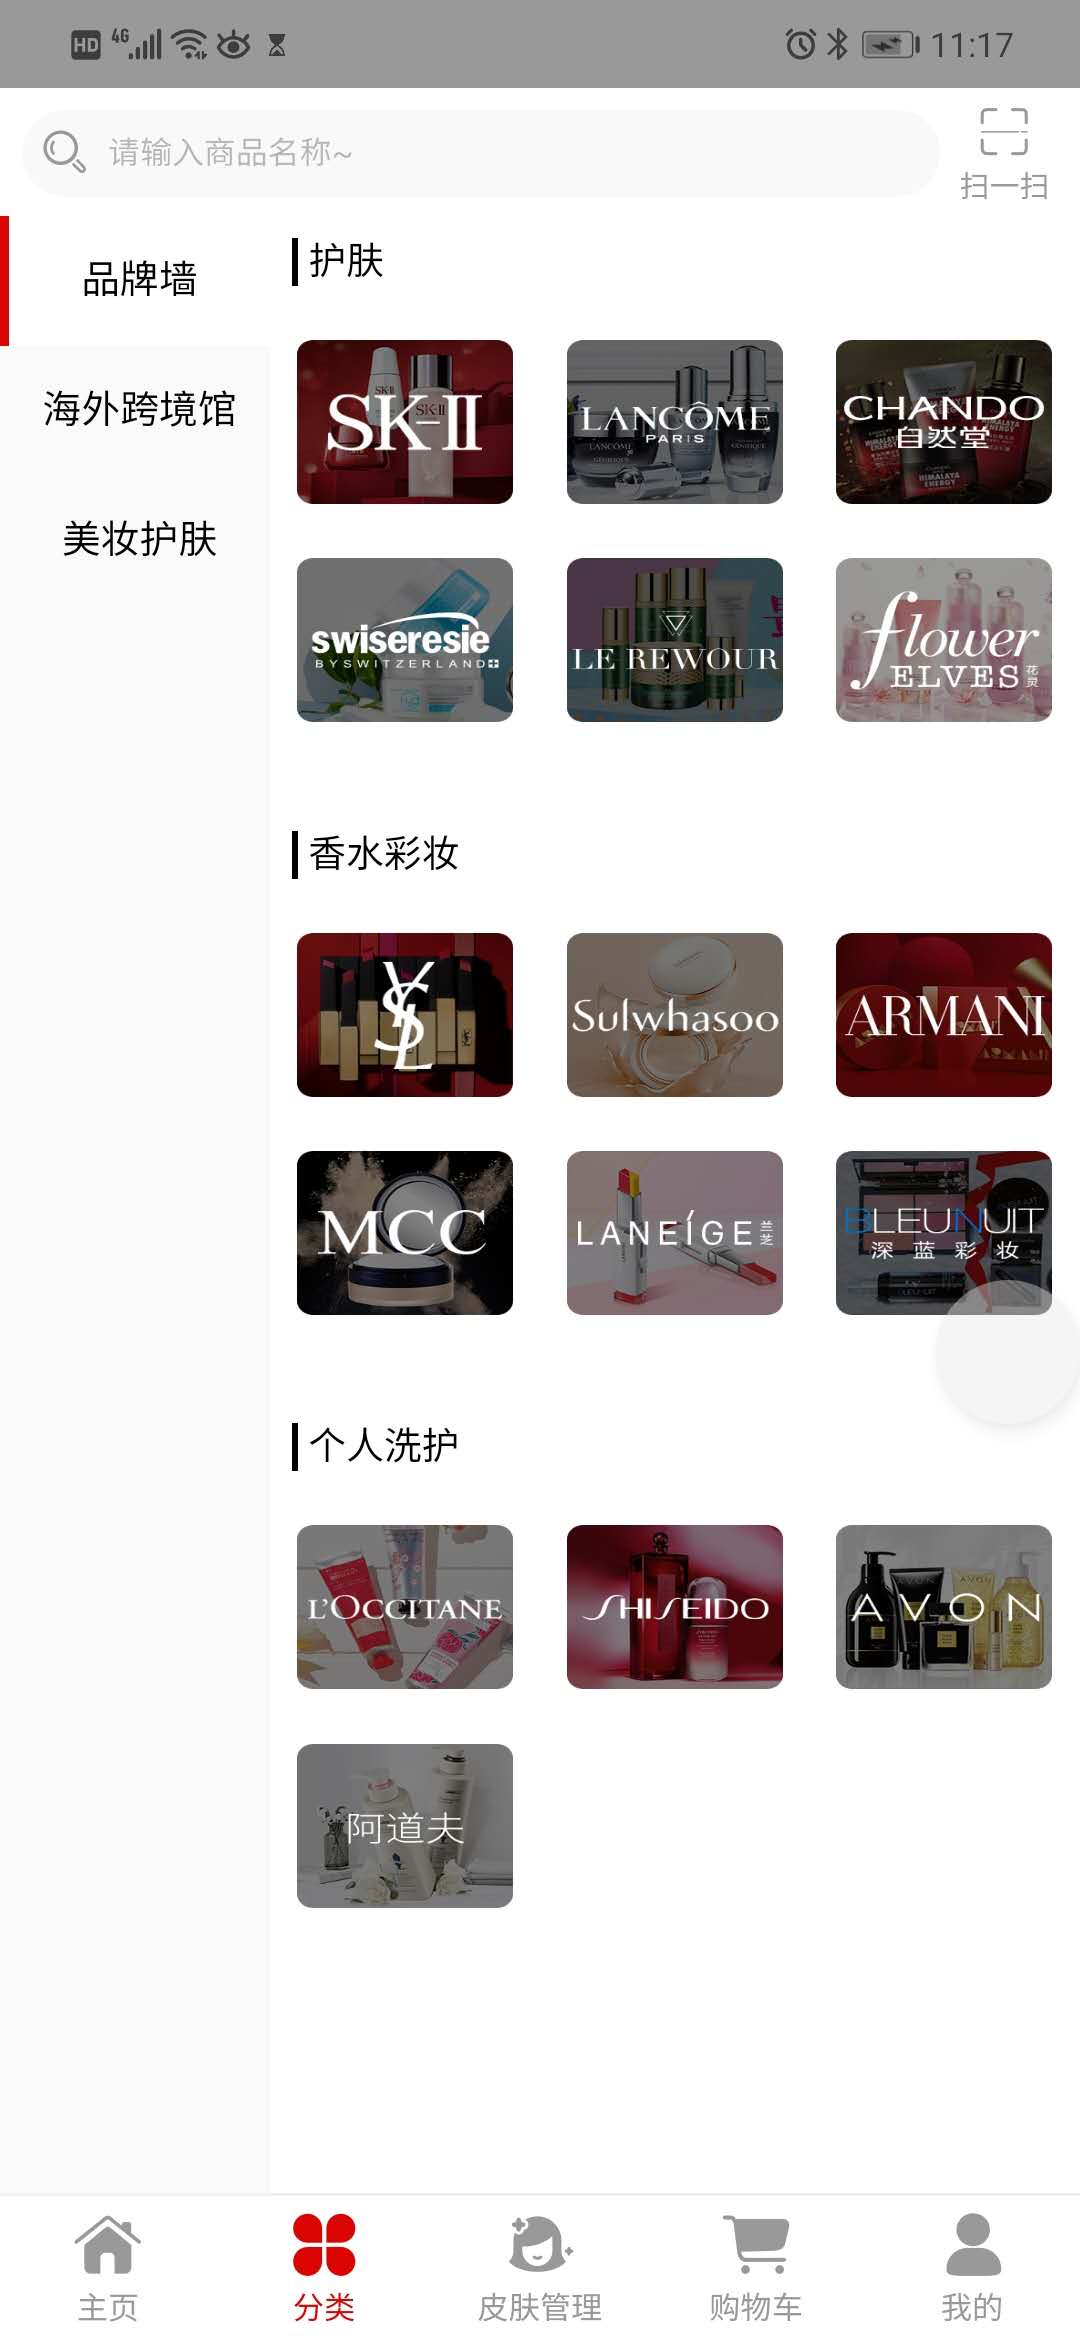 HD 4G 11:17
请输入商品名称~
扫一扫
品牌墙
海外跨境馆
美妆护肤
护肤
SK-II
LANCÔME
PARIS
CHANDO
自然堂
swiseresie
BYSWITZERLAND
LE REWOUR
flower
ELVES 花灵
香水彩妆
YSL
Sulwhasoo
ARMANI
MCC
LANEÍGE 兰芝
BLEUNUIT
深蓝彩妆
个人洗护
L'OCCITANE
SHISEIDO
AVON
阿道夫
主页
分类
皮肤管理
购物车
我的